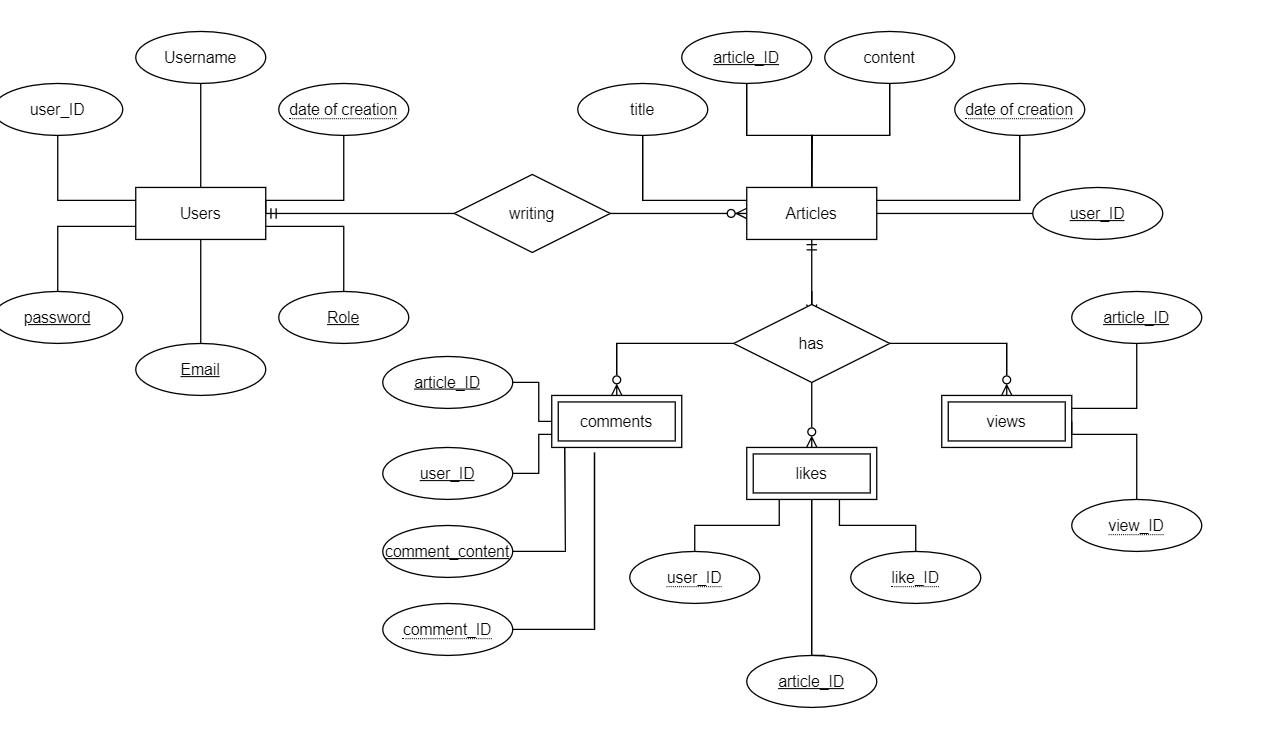 Username
article_ID
content
user_ID
date of creation
title
date of creation
Users
writing
Articles
user_ID
password
Role
article_ID
has
Email
article_ID
comments
views
user_ID
likes
view_ID
comment_content
user_ID
like_ID
comment_ID
article_ID